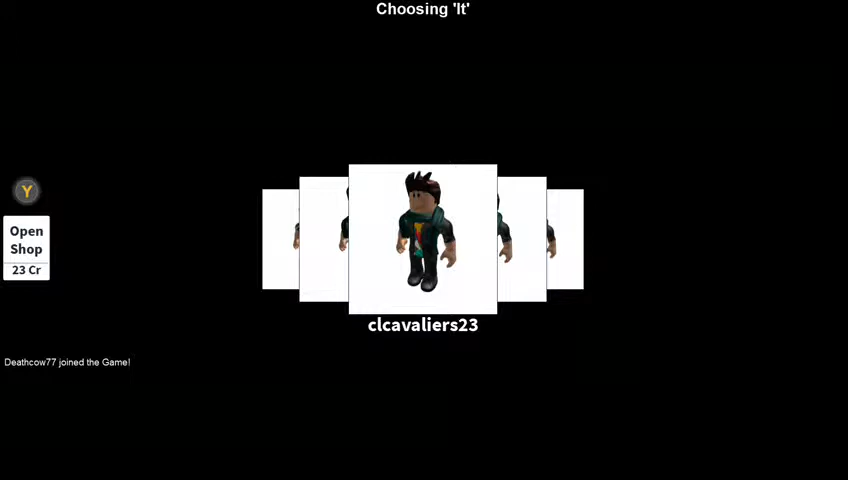 Choosing 'It'
Y
Open
Shop
23 Cr
clcavaliers23
Deathcow77 joined the Game!